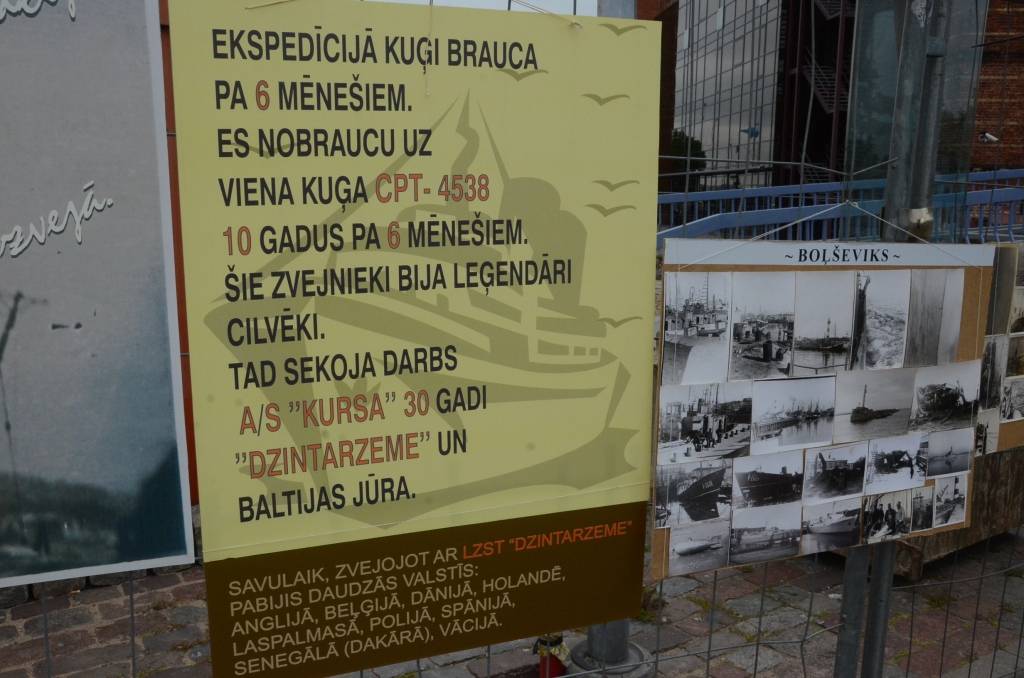 ozvejā.
EKSPEDĪCIJĀ KUĢI BRAUCA
PA 6 MĒNEŠIEM.
ES NOBRAUCU UZ
VIENA KUĢA CPT- 4538
10 GADUS PA 6 MĒNEŠIEM.
ŠIE ZVEJNIEKI BIJA LEĢENDĀRI
CILVĒKI.
TAD SEKOJA DARBS
A/S "KURSA" 30 GADI
"DZINTARZEME" UN
BALTIJAS JŪRA.
SAVULAIK, ZVEJOJOT AR LZST "DZINTARZEME"
PABIJIS DAUDZĀS VALSTĪS:
ANGLIJĀ, BEĻĢIJĀ, DĀNIJĀ, HOLANDĒ,
LASPALMASĀ, POLIJĀ, SPĀNIJĀ,
SENEGĀLĀ (DAKĀRĀ), VĀCIJĀ.
~ BOĻŠEVIKS ~